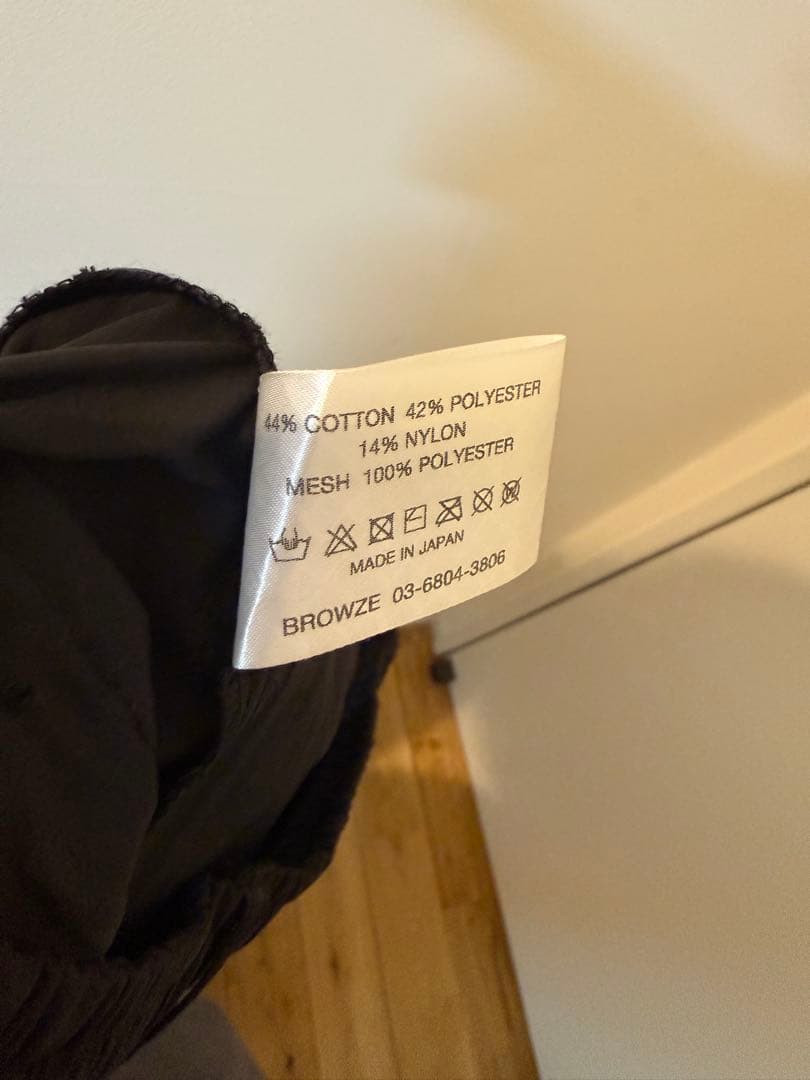 44% COTTON 42% POLYESTER
14% NYLON
MESH 100% POLYESTER
MADE IN JAPAN
BROWZE 03-6804-3806